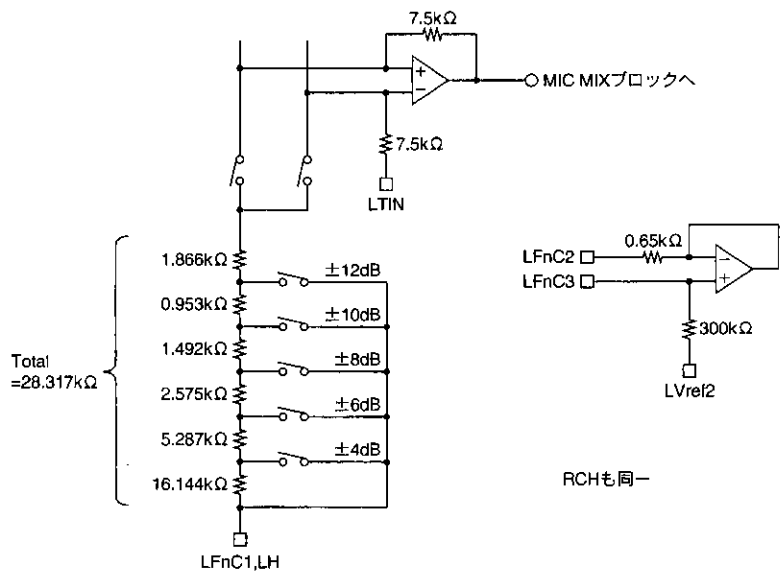 7.5kΩ
+
−
MIC MIXブロックへ
7.5kΩ
LTIN
1.866kΩ
±12dB
0.953kΩ
±10dB
1.492kΩ
±8dB
Total
=28.317kΩ
2.575kΩ
±6dB
5.287kΩ
±4dB
16.144kΩ
LFnC1,LH
LFnC2
0.65kΩ
−
LFnC3
+
300kΩ
LVref2
RCHも同一